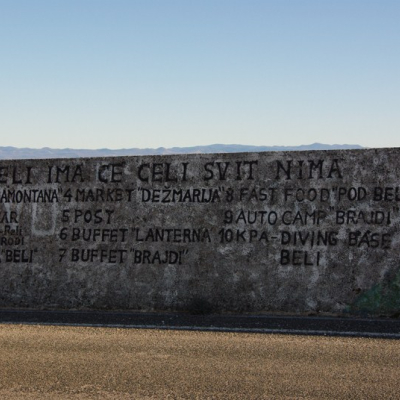 ELI IMA CE CELI SVIT NIMA
AMONTANA" 4 MARKET "DEZMARIJA" 8 FAST FOOD "POD BEL
AR 5 POST 9 AUTO CAMP BRAJDI"
6 BUFFET "LANTERNA 10 KPA-DIVING BASE
"BELI" 7 BUFFET "BRAJDI" BELI